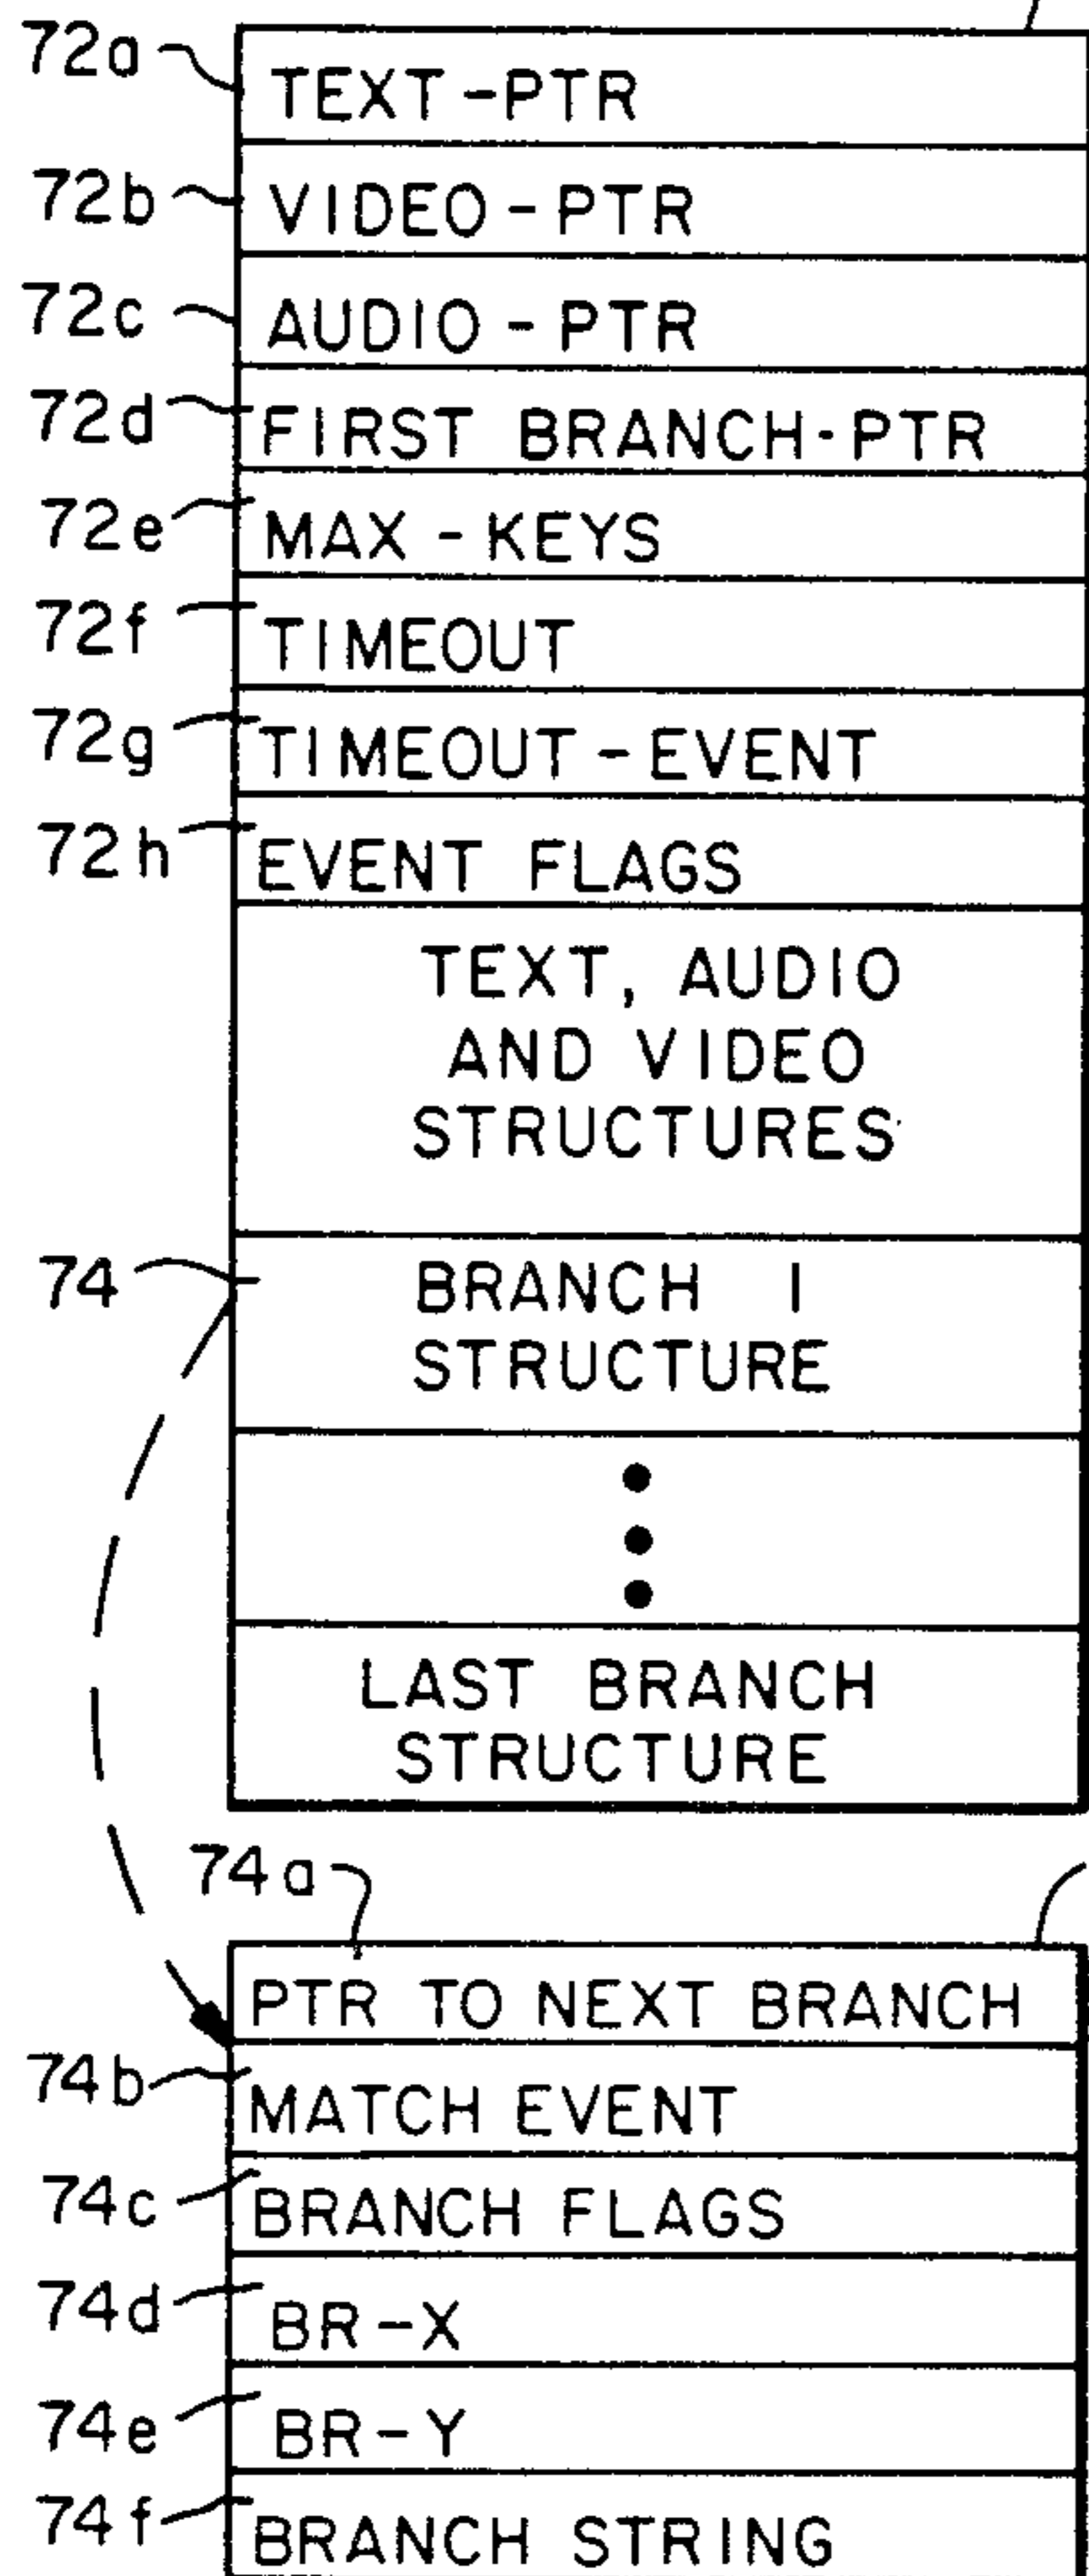 72a TEXT-PTR
72b VIDEO-PTR
72c AUDIO-PTR
72d FIRST BRANCH-PTR
72e MAX-KEYS
72f TIMEOUT
72g TIMEOUT-EVENT
72h EVENT FLAGS
TEXT, AUDIO
AND VIDEO
STRUCTURES
74 BRANCH 1
STRUCTURE
LAST BRANCH
STRUCTURE
74a
PTR TO NEXT BRANCH
74b MATCH EVENT
74c BRANCH FLAGS
74d BR-X
74e BR-Y
74f BRANCH STRING